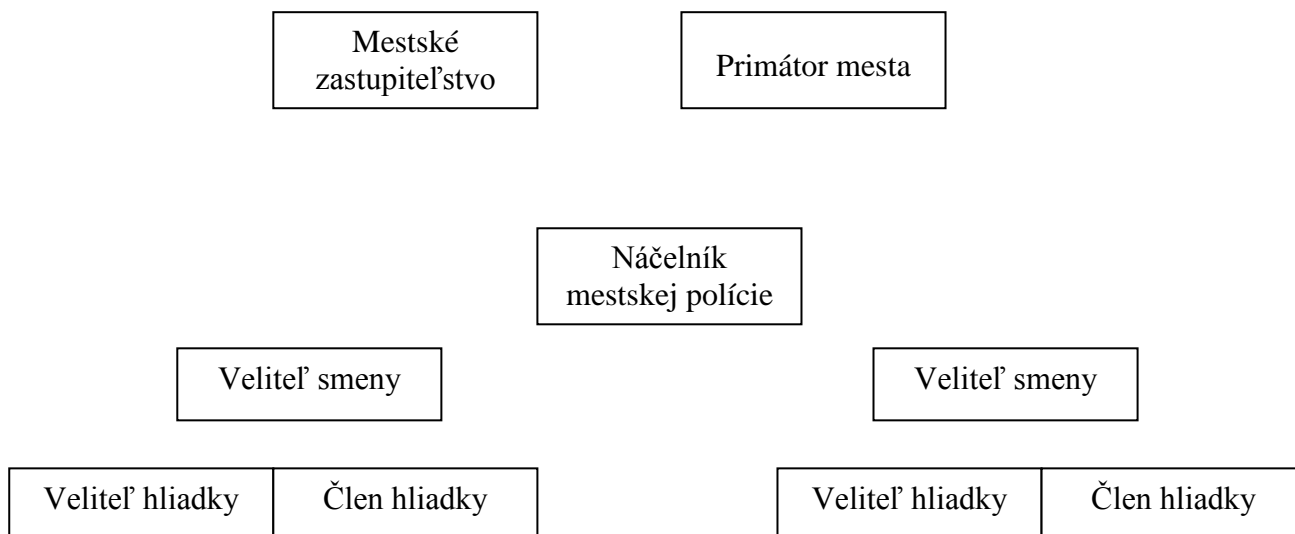 Mestské
zastupiteľstvo
Primátor mesta
Náčelník
mestskej polície
Veliteľ smeny
Veliteľ smeny
Veliteľ hliadky
Člen hliadky
Veliteľ hliadky
Člen hliadky